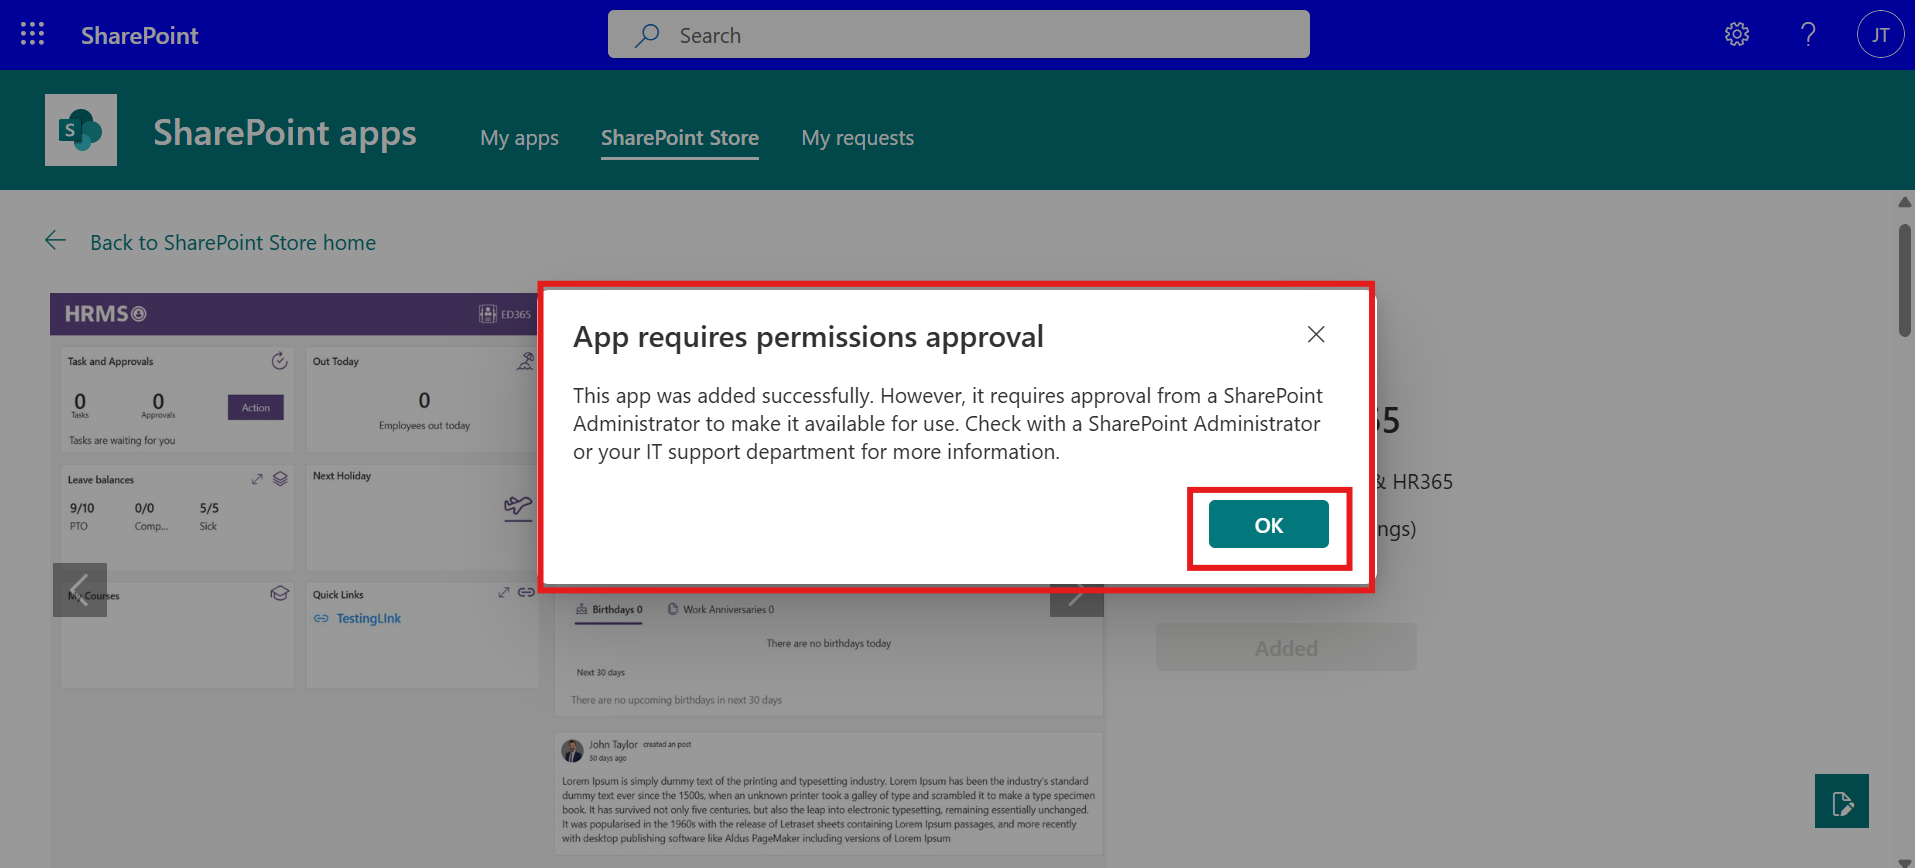 SharePoint
Search
JT
S
SharePoint apps
My apps
SharePoint Store
My requests
Back to SharePoint Store home
HRMS
ED365
Task and Approvals
0
Tasks
0
Approvals
Action
Tasks are waiting for you
Out Today
0
Employees out today
Leave balances
9/10
PTO
0/0
Comp...
5/5
Sick
Next Holiday
My Courses
Quick Links
TestingLInk
App requires permissions approval
This app was added successfully. However, it requires approval from a SharePoint
Administrator to make it available for use. Check with a SharePoint Administrator
or your IT support department for more information.
OK
65
& HR365
ngs)
Added
Birthdays 0
Work Anniversaries 0
There are no birthdays today
Next 30 days
There are no upcoming birthdays in next 30 days
John Taylor created an post
50 days ago
Lorem Ipsum is simply dummy text of the printing and typesetting industry. Lorem Ipsum has been the industry's standard
dummy text ever since the 1500s, when an unknown printer took a galley of type and scrambled it to make a type specimen
book. It has survived not only five centuries, but also the leap into electronic typesetting, remaining essentially unchanged.
It was popularised in the 1960s with the release of Letraset sheets containing Lorem Ipsum passages, and more recently
with desktop publishing software like Aldus PageMaker including versions of Lorem Ipsum